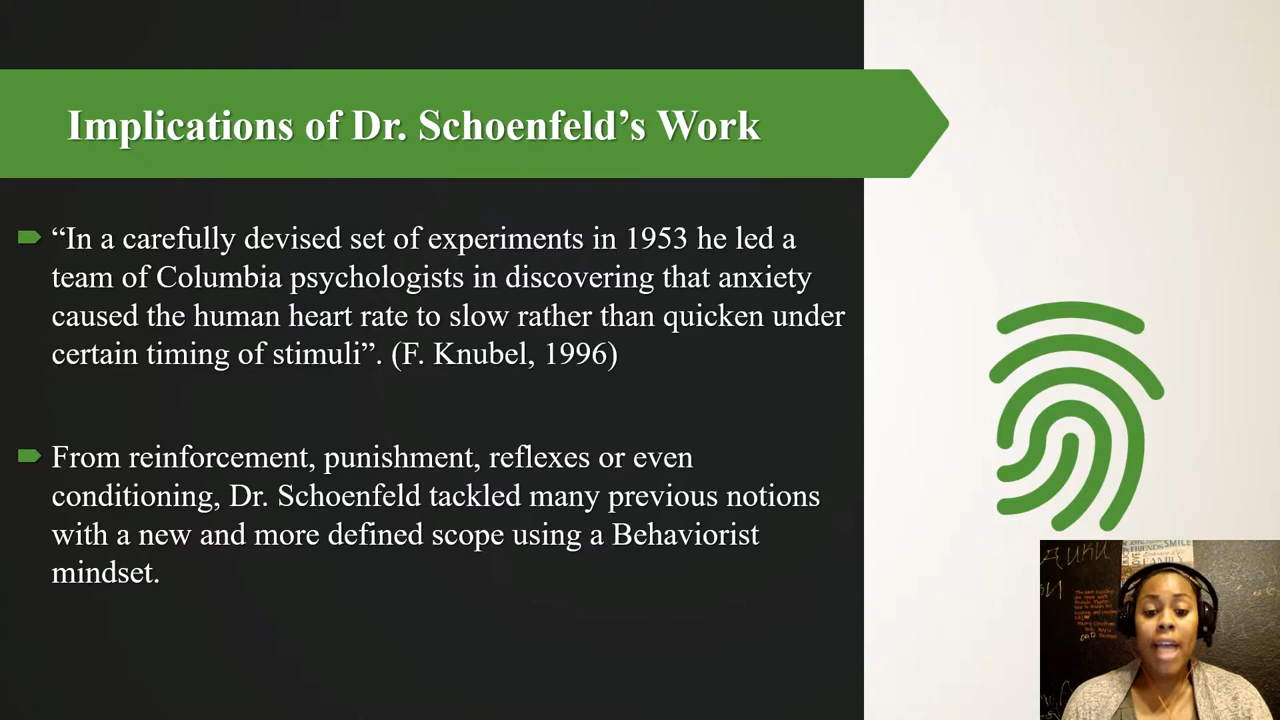 Implications of Dr. Schoenfeld’s Work
“In a carefully devised set of experiments in 1953 he led a
team of Columbia psychologists in discovering that anxiety
caused the human heart rate to slow rather than quicken under
certain timing of stimuli”. (F. Knubel, 1996)
From reinforcement, punishment, reflexes or even
conditioning, Dr. Schoenfeld tackled many previous notions
with a new and more defined scope using a Behaviorist
mindset.
FRIENDS SMILE
FAMILY